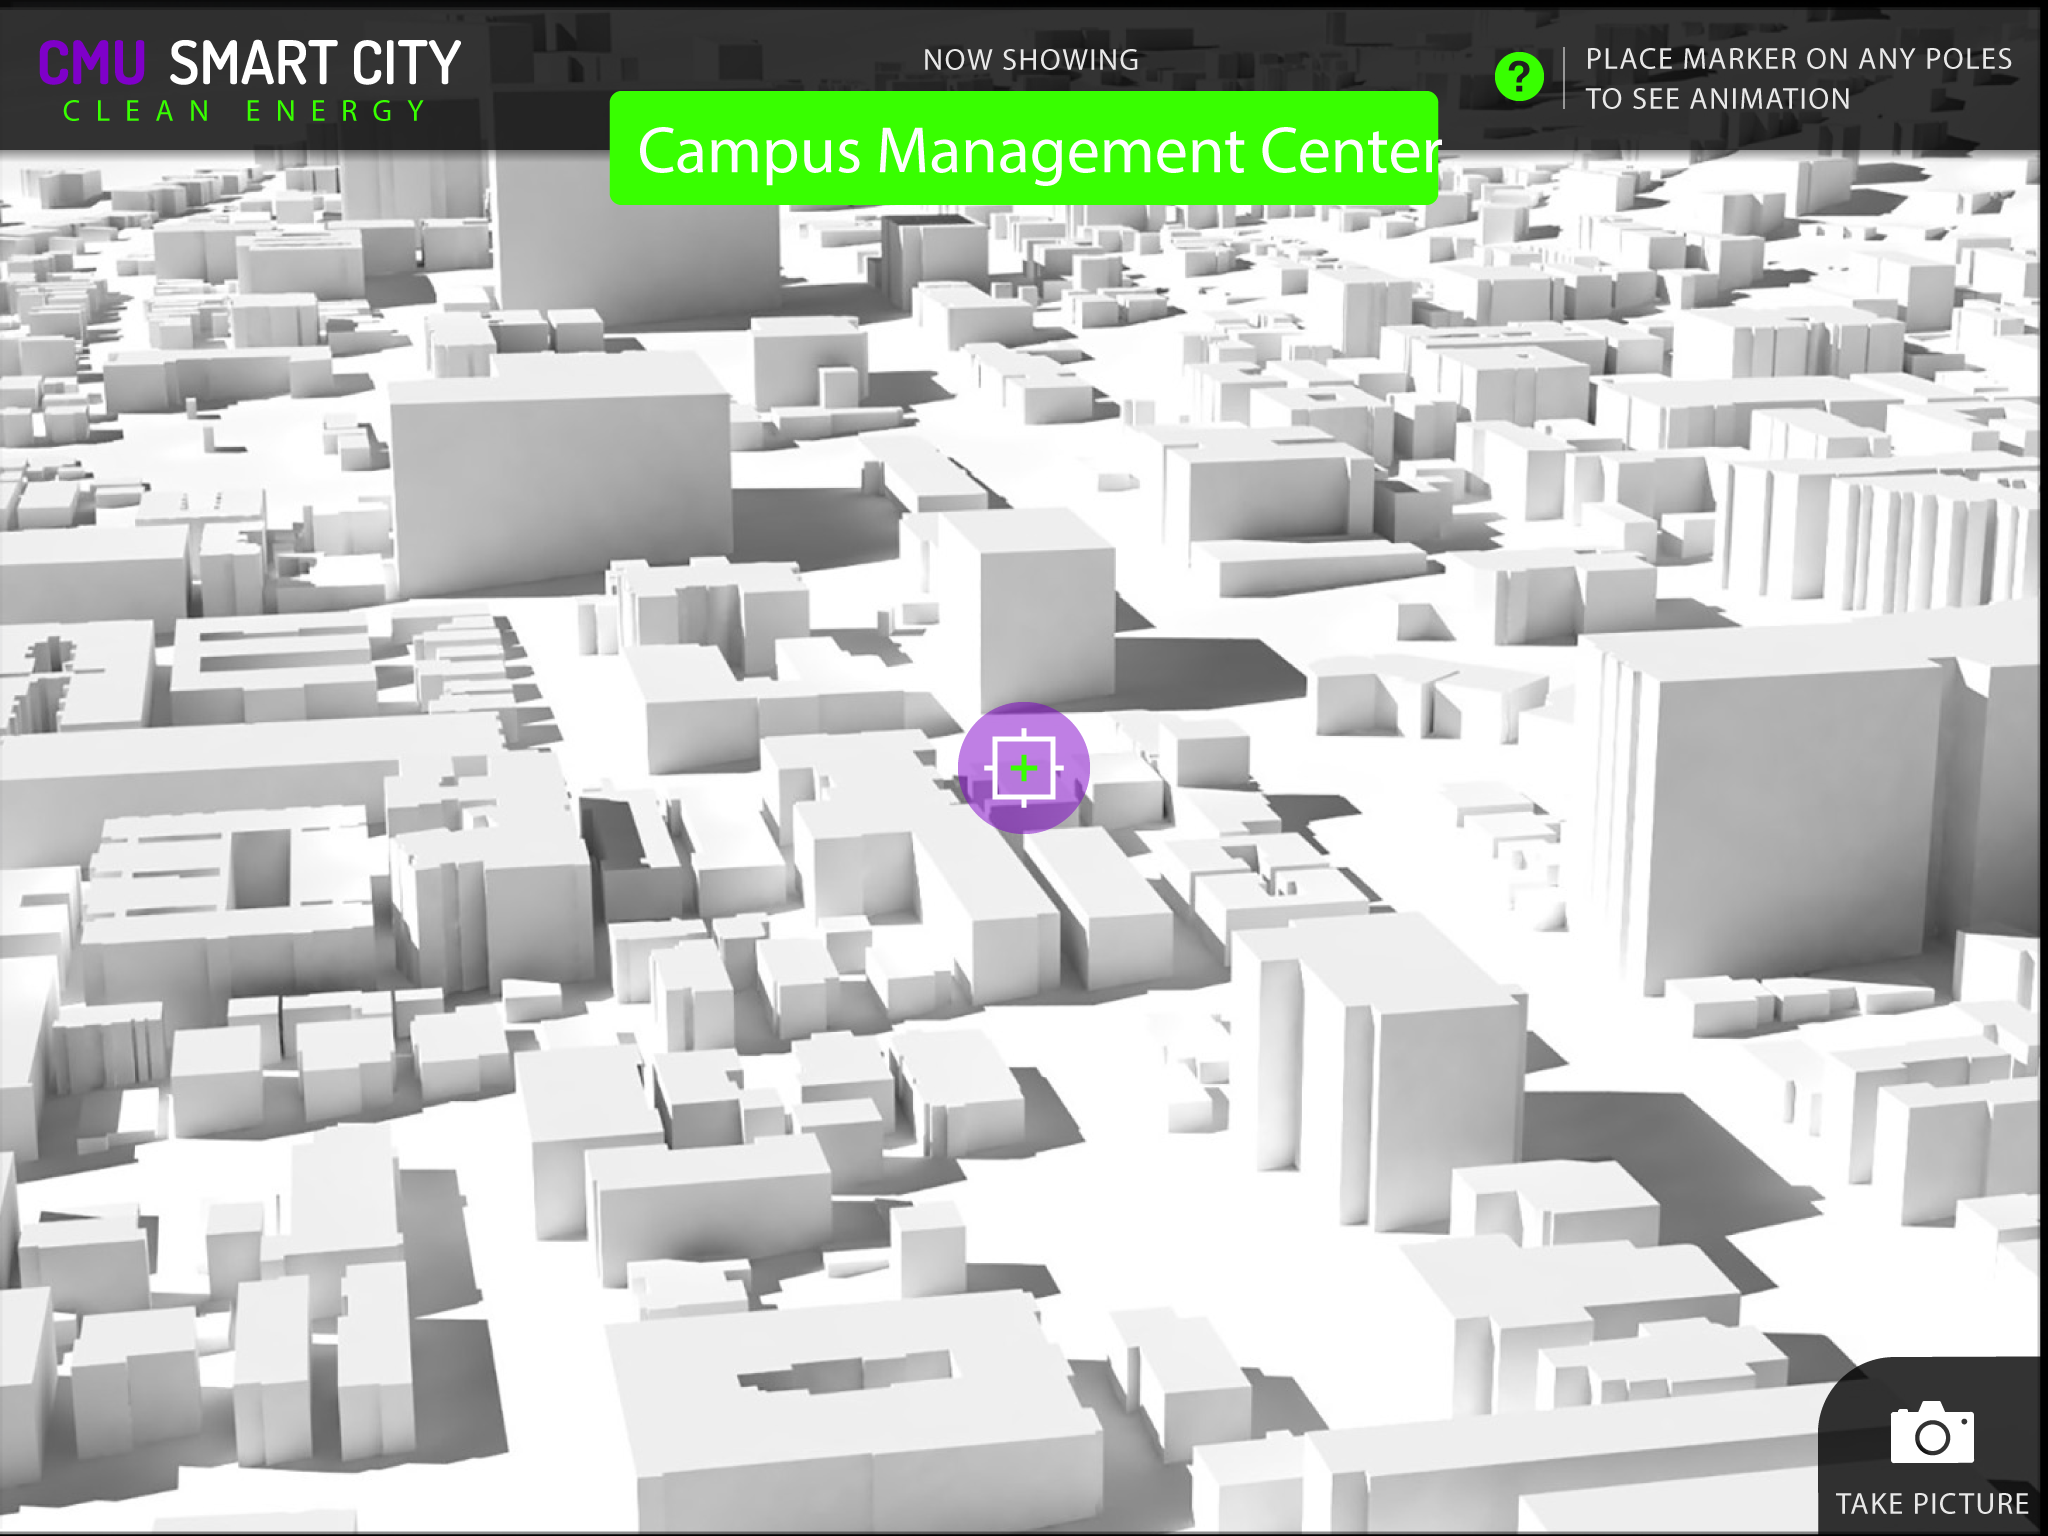 CMU SMART CITY
CLEAN ENERGY
NOW SHOWING
Campus Management Center
?
PLACE MARKER ON ANY POLES
TO SEE ANIMATION
TAKE PICTURE